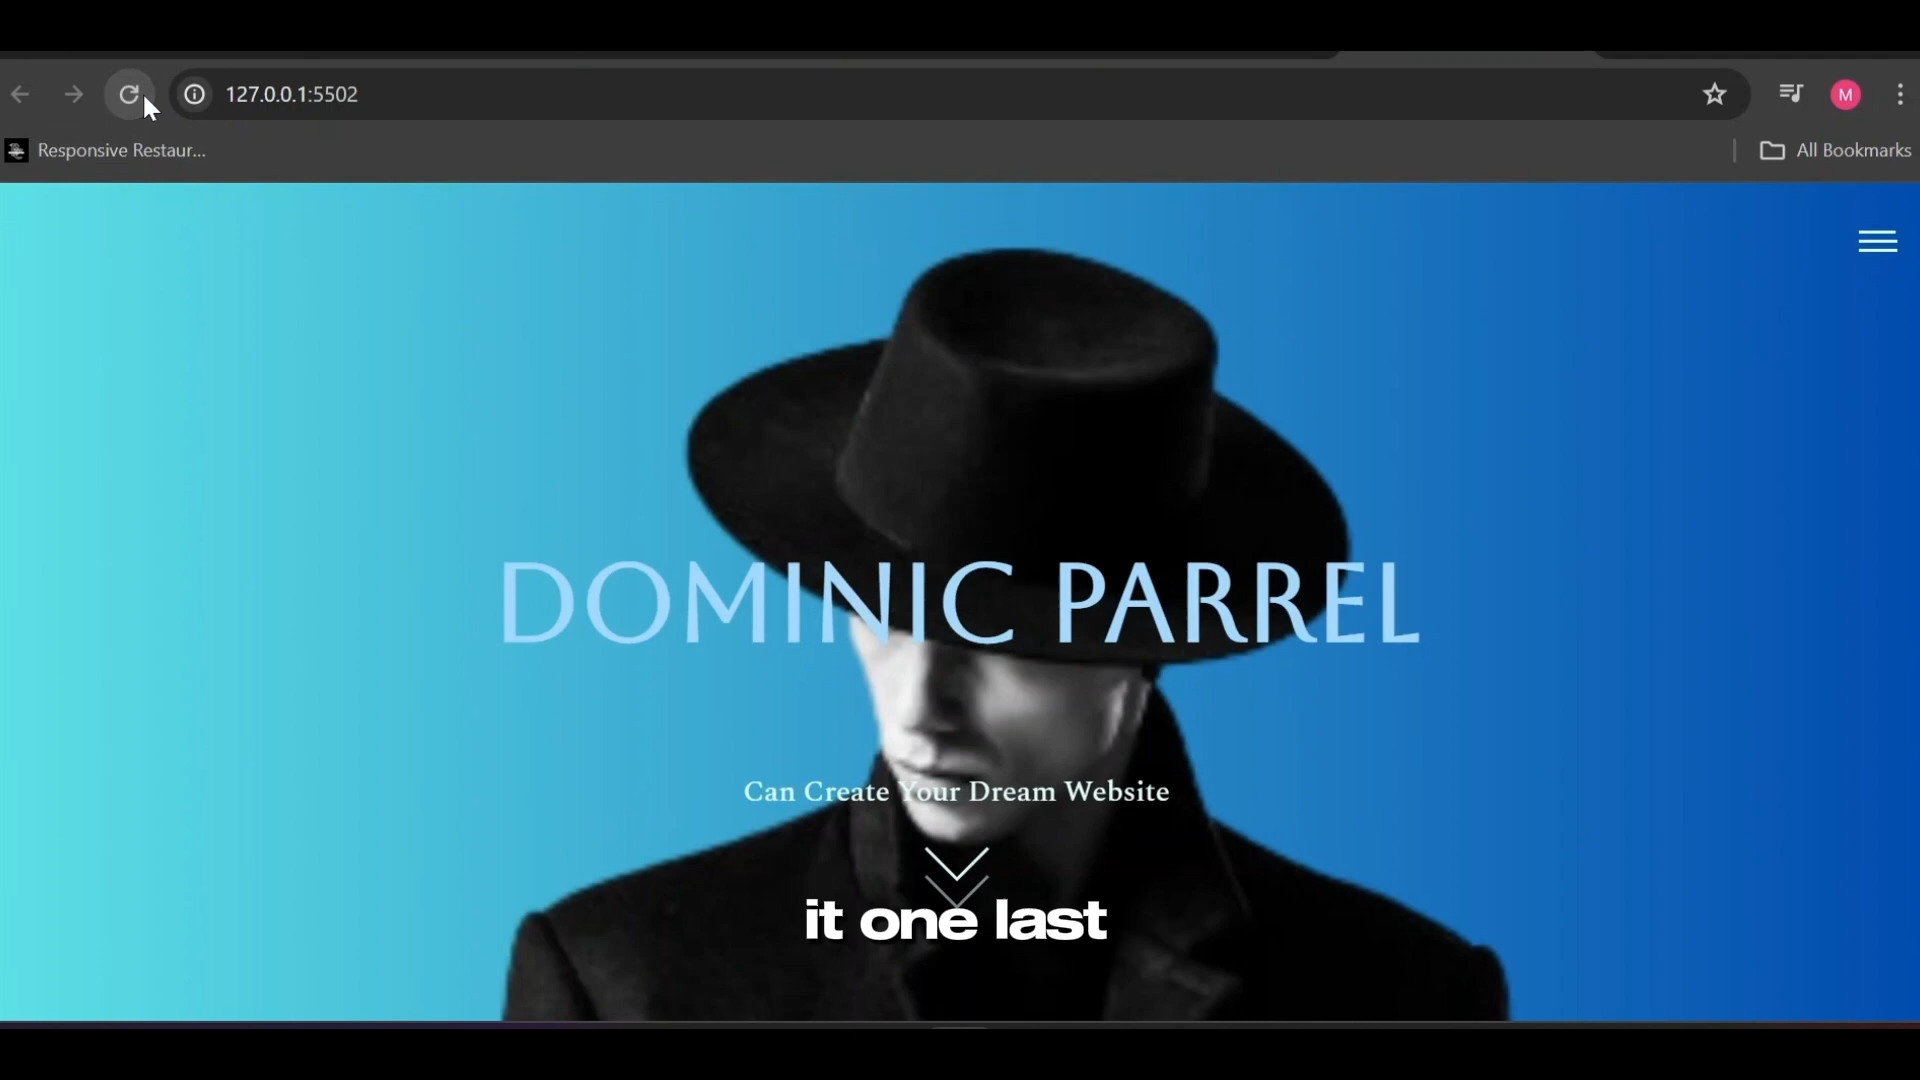 127.0.0.1:5502
M
Responsive Restaur...
All Bookmarks
DOMINIC PARREL
Can Create Your Dream Website
it one last